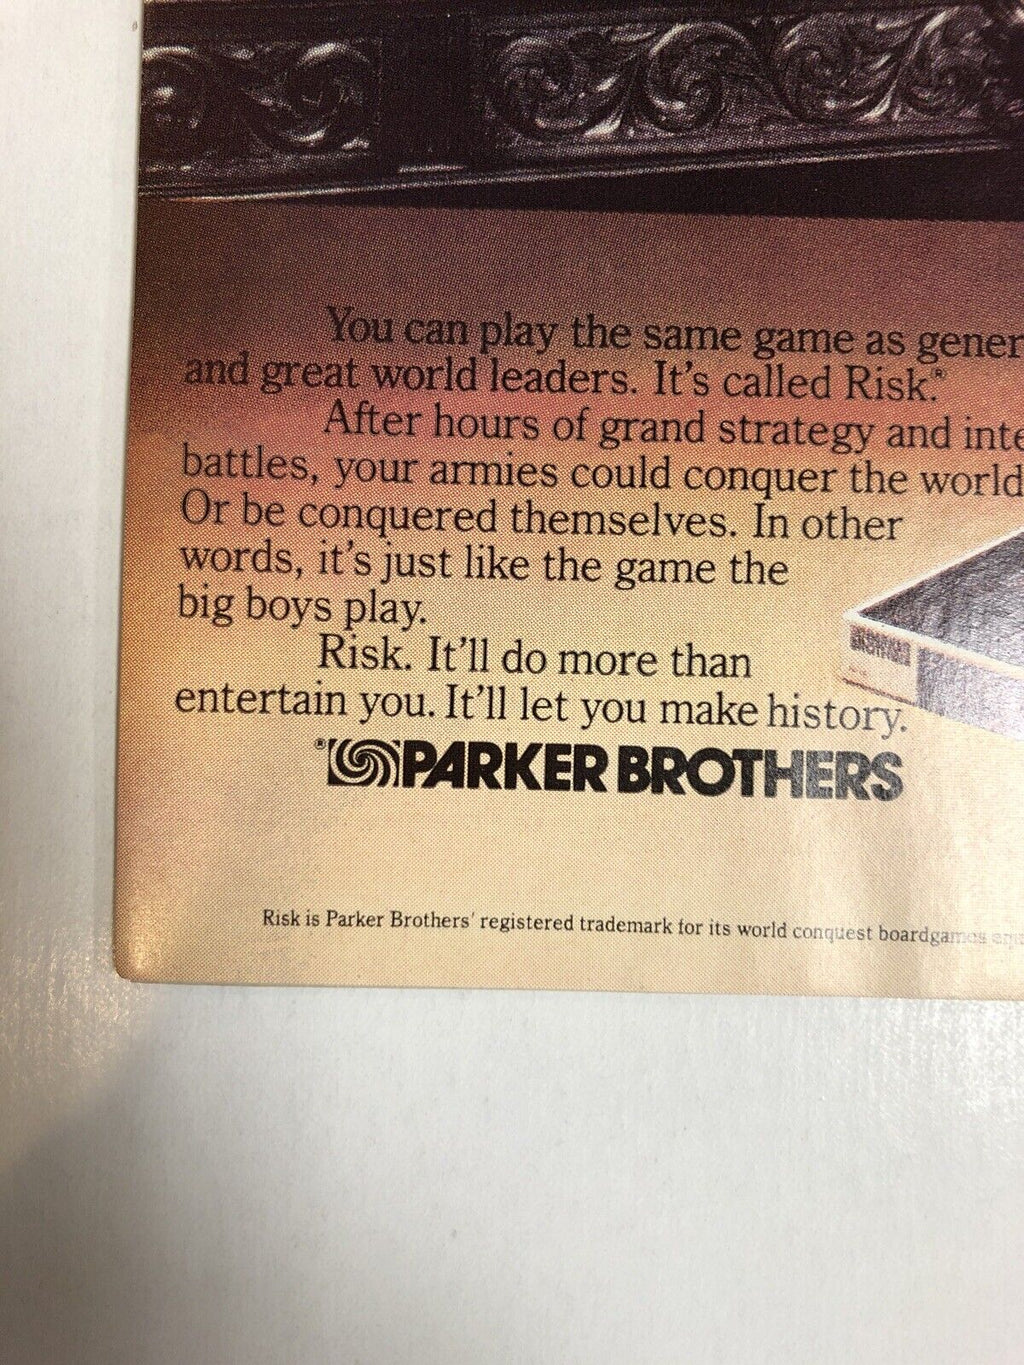 You can play the same game as gener
and great world leaders. It's called Risk.®
After hours of grand strategy and inte
battles, your armies could conquer the world
Or be conquered themselves. In other
words, it's just like the game the
big boys play.
Risk. It'll do more than
entertain you. It'll let you make history.
® PARKER BROTHERS
Risk is Parker Brothers' registered trademark for its world conquest boardgames